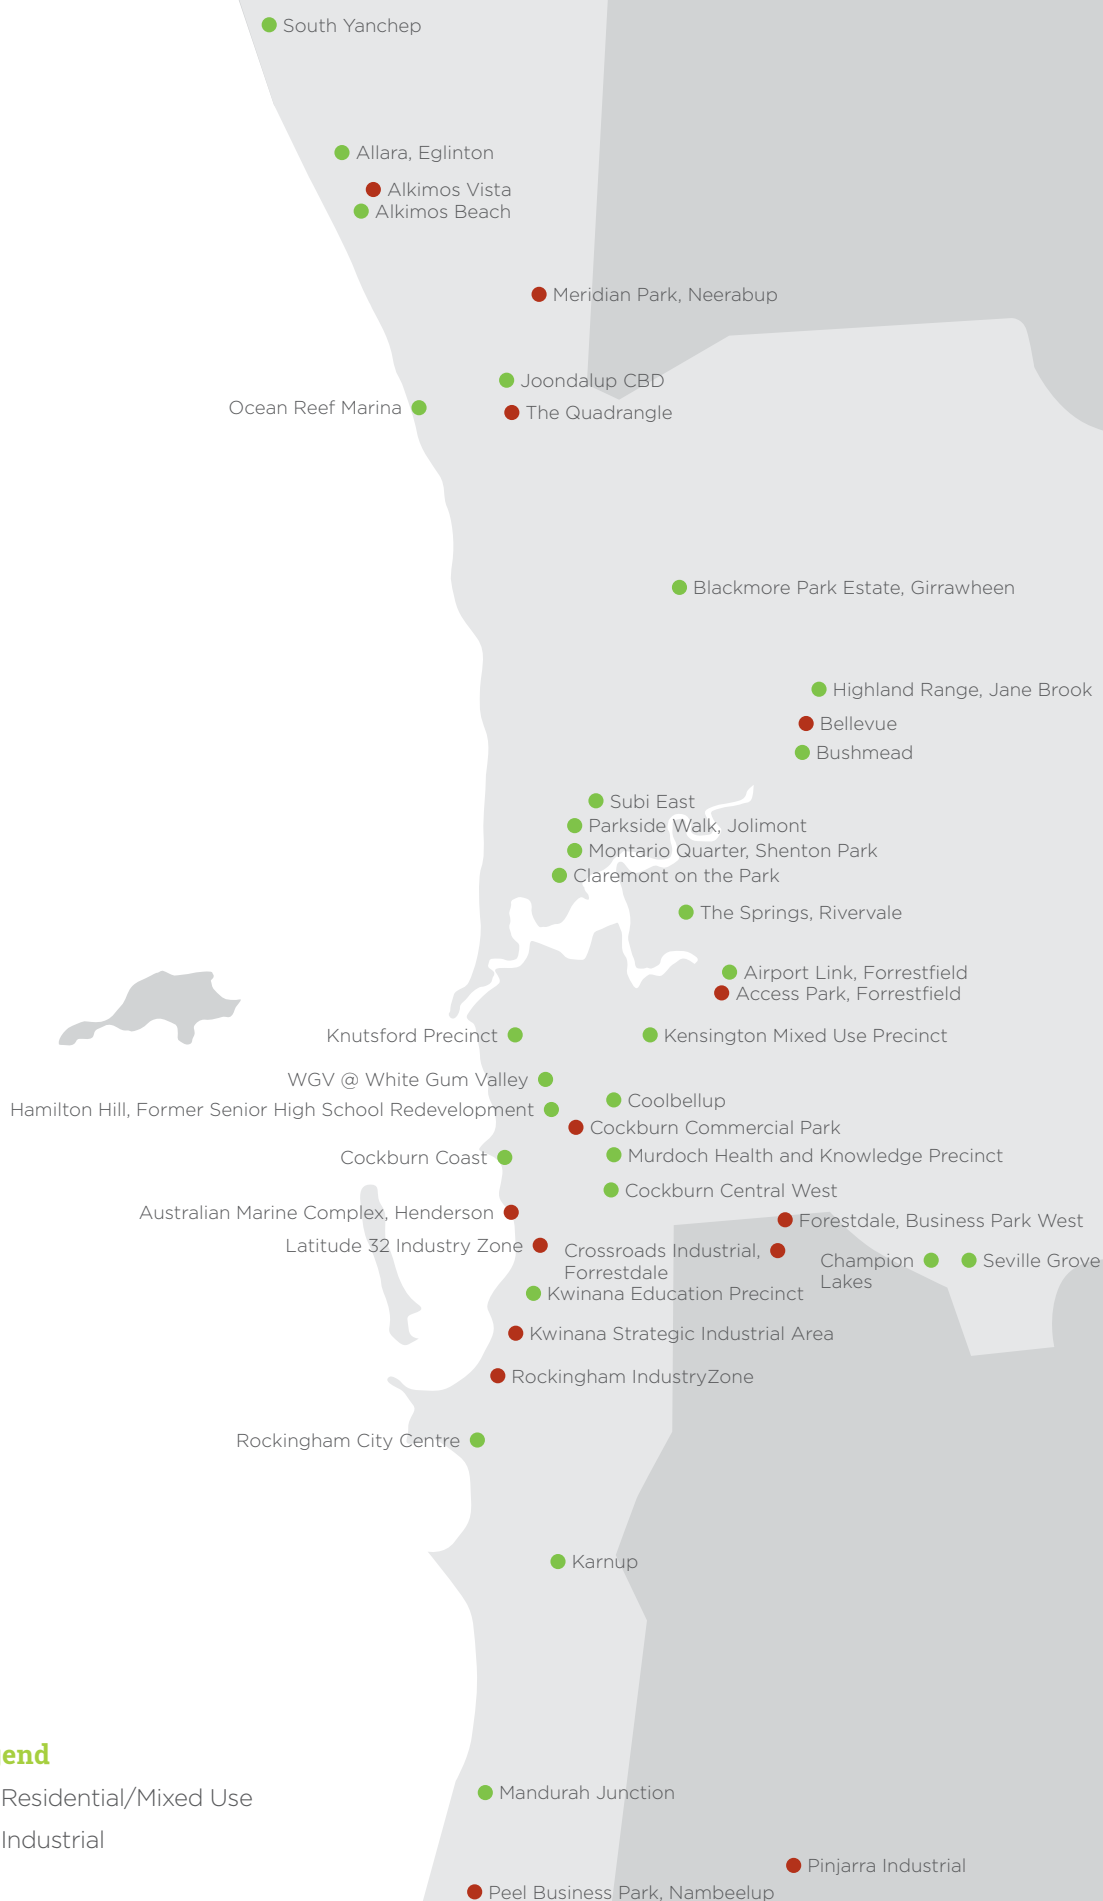 South Yanchep
Allara, Eglinton
Alkimos Vista
Alkimos Beach
Meridian Park, Neerabup
Joondalup CBD
Ocean Reef Marina
The Quadrangle
Blackmore Park Estate, Girrawheen
Highland Range, Jane Brook
Bellevue
Bushmead
Subi East
Parkside Walk, Jolimont
Montario Quarter, Shenton Park
Claremont on the Park
The Springs, Rivervale
Airport Link, Forrestfield
Access Park, Forrestfield
Knutsford Precinct
Kensington Mixed Use Precinct
WGV @ White Gum Valley
Coolbellup
Hamilton Hill, Former Senior High School Redevelopment
Cockburn Commercial Park
Cockburn Coast
Murdoch Health and Knowledge Precinct
Cockburn Central West
Australian Marine Complex, Henderson
Forestdale, Business Park West
Latitude 32 Industry Zone
Crossroads Industrial,
Forrestdale
Champion
Lakes
Seville Grove
Kwinana Education Precinct
Kwinana Strategic Industrial Area
Rockingham IndustryZone
Rockingham City Centre
Karnup
end
Residential/Mixed Use
Industrial
Mandurah Junction
Pinjarra Industrial
Peel Business Park, Nambeelup